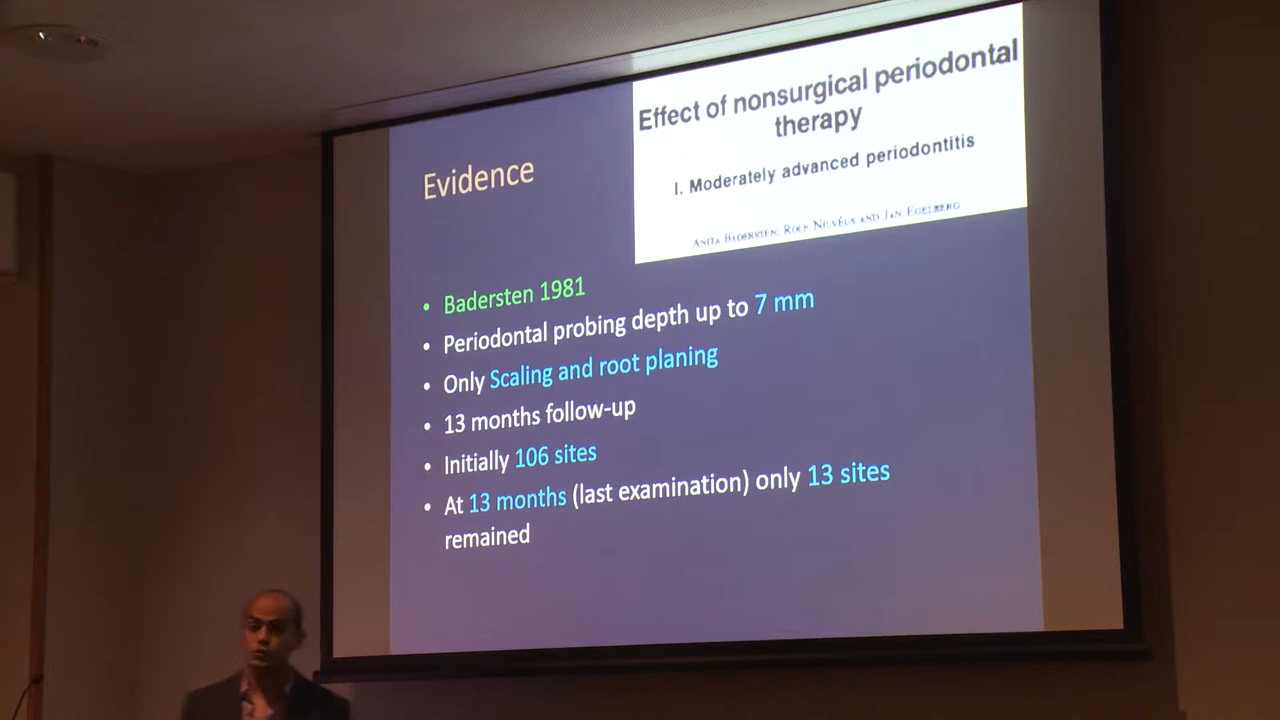 Effect of nonsurgical periodontal
therapy
I. Moderately advanced periodontitis
ANITA BADERSTEN, ROLF NILVÉUS AND JAN EGELBERG
Evidence
• Badersten 1981
• Periodontal probing depth up to 7 mm
• Only Scaling and root planing
• 13 months follow-up
• Initially 106 sites
• At 13 months (last examination) only 13 sites
remained